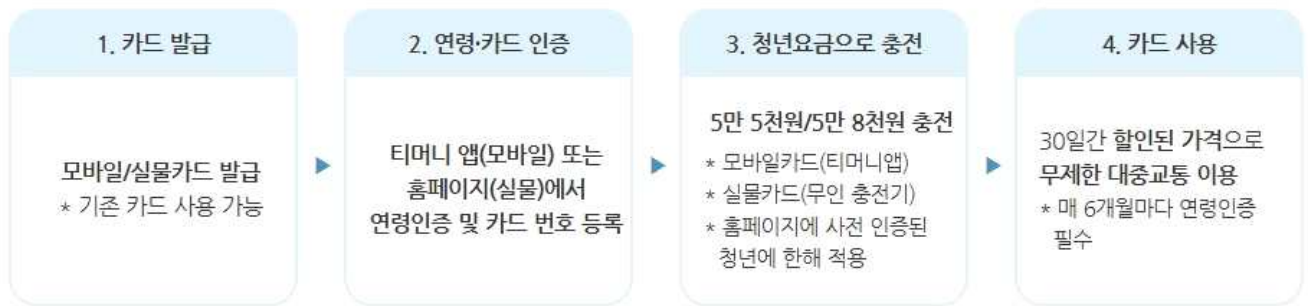 1. 카드 발급
모바일/실물카드 발급
* 기존 카드 사용 가능
2. 연령·카드 인증
티머니 앱(모바일) 또는
홈페이지(실물)에서
연령인증 및 카드 번호 등록
3. 청년요금으로 충전
5만 5천원/5만 8천원 충전
* 모바일카드(티머니앱)
* 실물카드(무인 충전기)
* 홈페이지에 사전 인증된
청년에 한해 적용
4. 카드 사용
30일간 할인된 가격으로
무제한 대중교통 이용
* 매 6개월마다 연령인증
필수